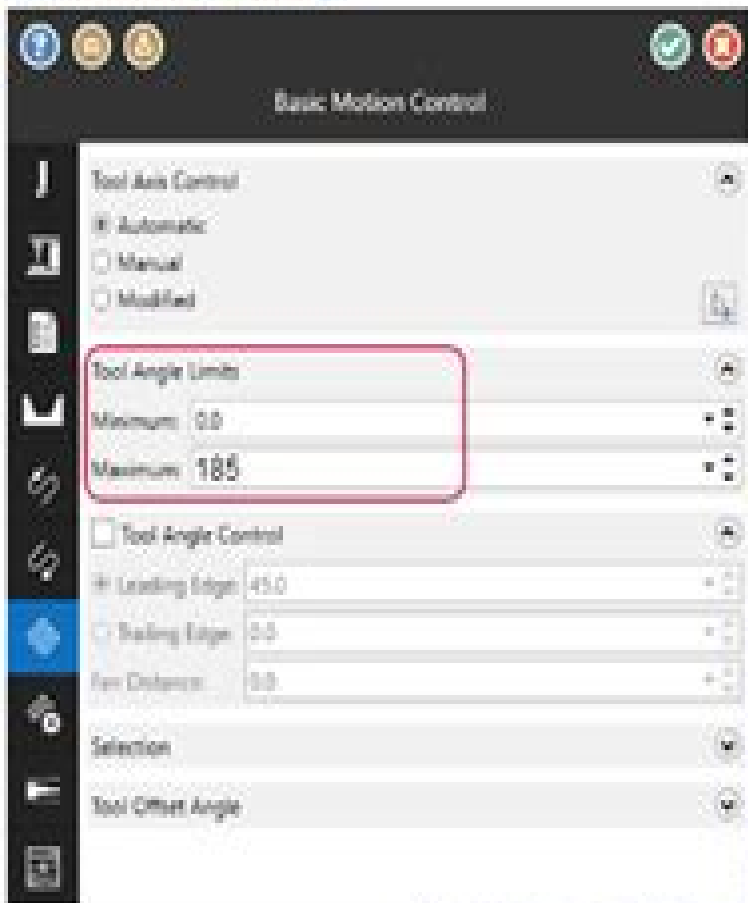 Basic Motion Control
Tool Axis Control
Automatic
Manual
Modified
Tool Angle Limits
Minimum: 0.0
Maximum: 185
Tool Angle Control
Leading Edge: 45.0
Trailing Edge: 0.0
Fan Distance: 0.0
Selection
Tool Offset Angle